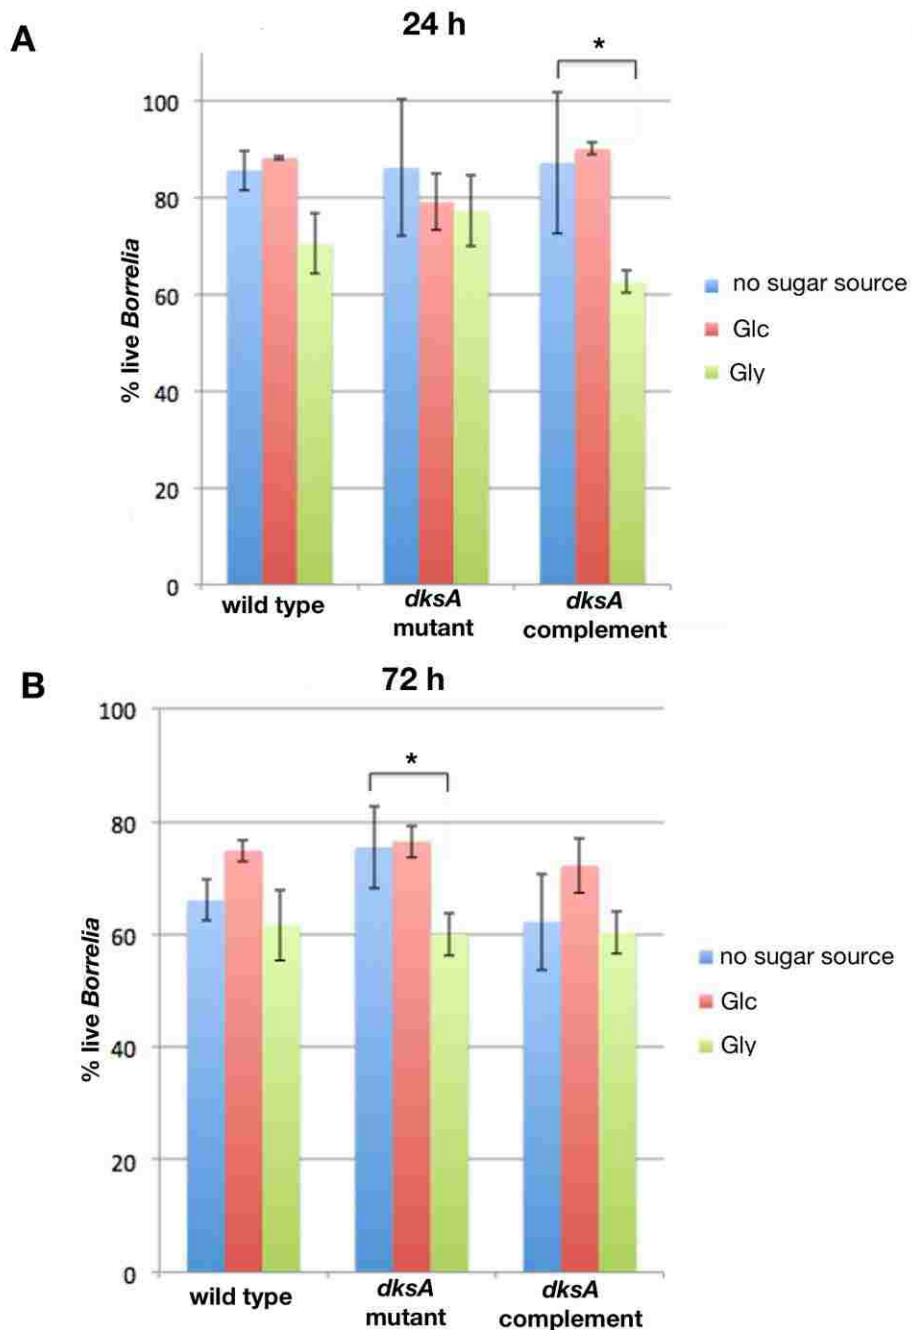 A
24 h
*
100
80
60
40
20
0
% live Borrelia
no sugar source
Glc
Gly
wild type
dksA
mutant
dksA
complement
B
72 h
*
100
80
60
40
20
0
% live Borrelia
no sugar source
Glc
Gly
wild type
dksA
mutant
dksA
complement